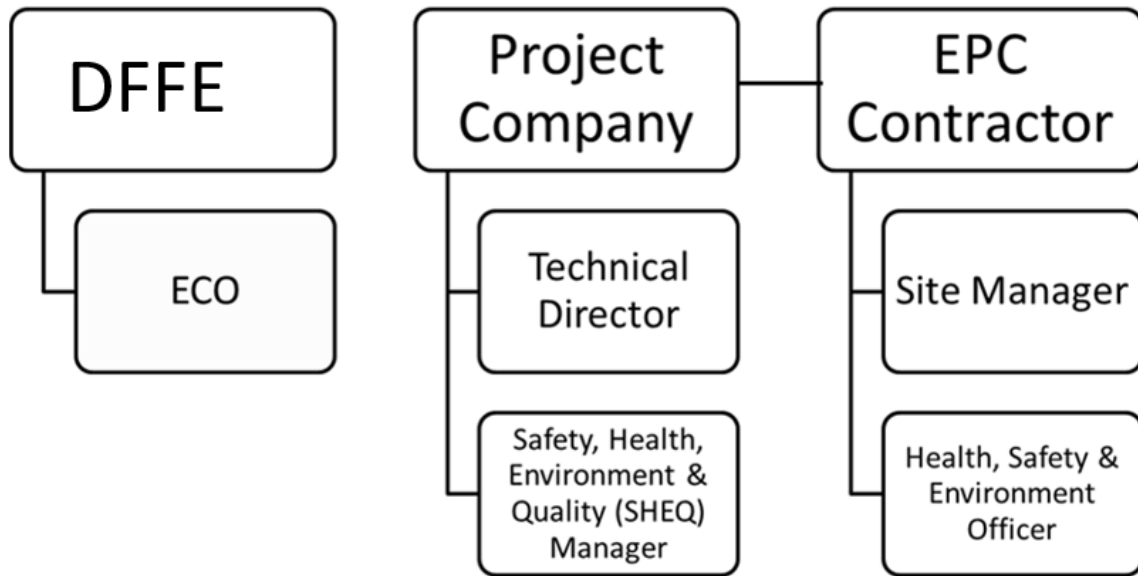 DFFE
ECO
Project
Company
Technical
Director
Safety, Health,
Environment &
Quality (SHEQ)
Manager
EPC
Contractor
Site Manager
Health, Safety &
Environment
Officer